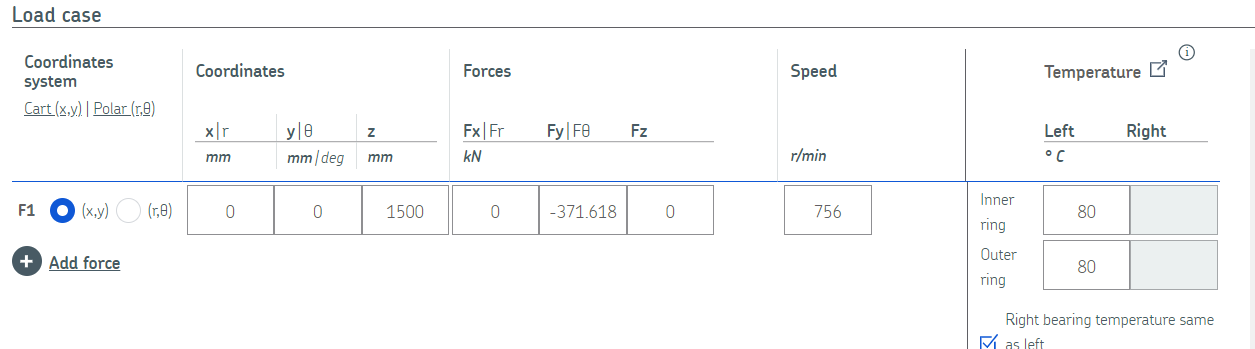 Load case
Coordinates system
Cart (x,y) | Polar (r,θ)
Coordinates
Forces
Speed
Temperature
x|r y|θ z
Fx|Fr Fy|Fθ Fz
Left Right
mm mm/deg mm
kN
r/min
° C
F1 (x,y) (r,θ) 0 0 1500 0 -371.618 0 756
Inner ring 80
Outer ring 80
+ Add force
Right bearing temperature same
as left